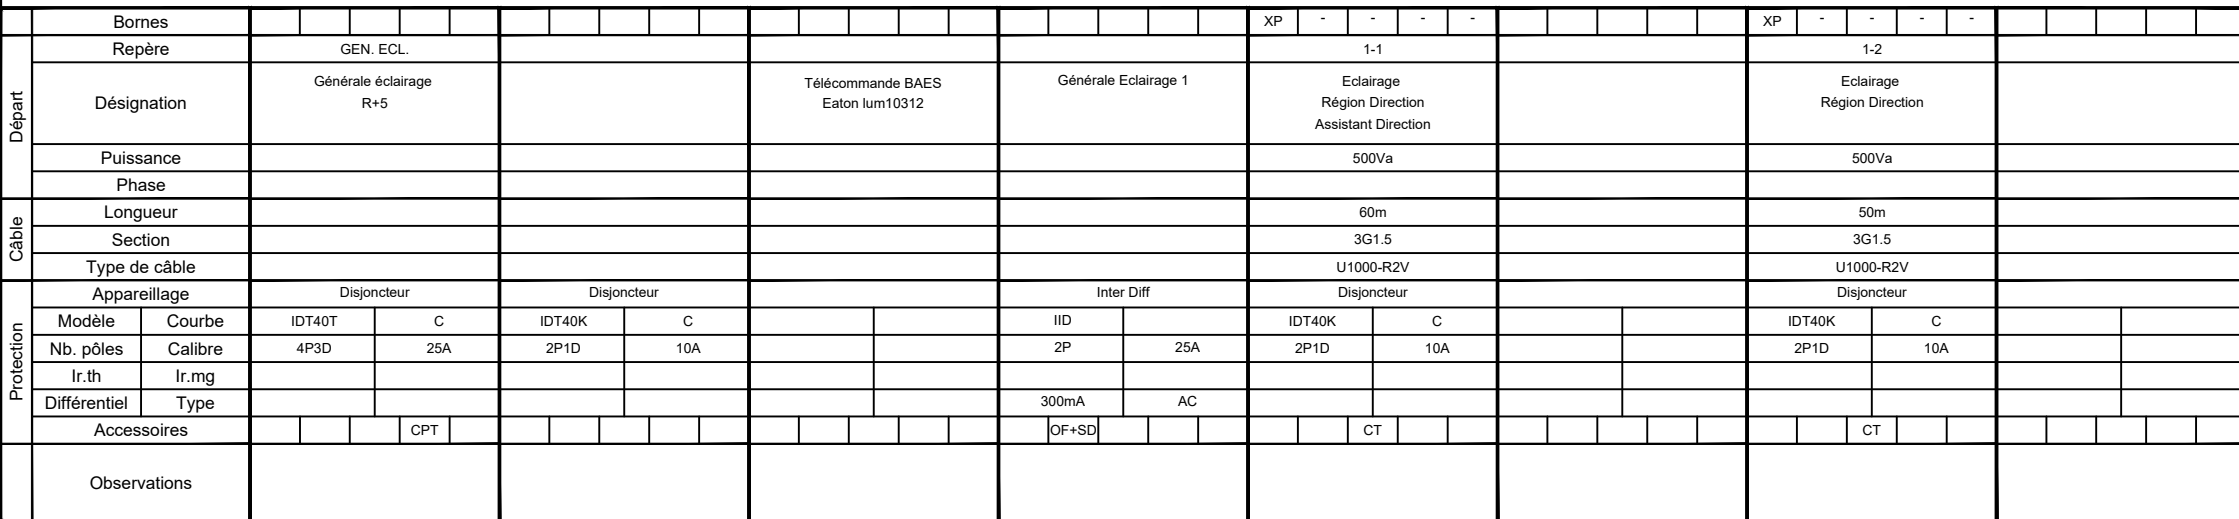 Bornes XP - - - - XP - - - -
Départ
Repère GEN. ECL. 1-1 1-2
Désignation
Générale éclairage
R+5
Télécommande BAES
Eaton lum10312
Générale Eclairage 1
Eclairage
Région Direction
Assistant Direction
Eclairage
Région Direction
Puissance 500Va 500Va
Phase
Câble
Longueur 60m 50m
Section 3G1.5 3G1.5
Type de câble U1000-R2V U1000-R2V
Protection
Appareillage Disjoncteur Disjoncteur Inter Diff Disjoncteur Disjoncteur
Modèle Courbe IDT40T C IDT40K C IID IDT40K C IDT40K C
Nb. pôles Calibre 4P3D 25A 2P1D 10A 2P 25A 2P1D 10A 2P1D 10A
Ir.th Ir.mg
Différentiel Type 300mA AC
Accessoires CPT OF+SD CT CT
Observations